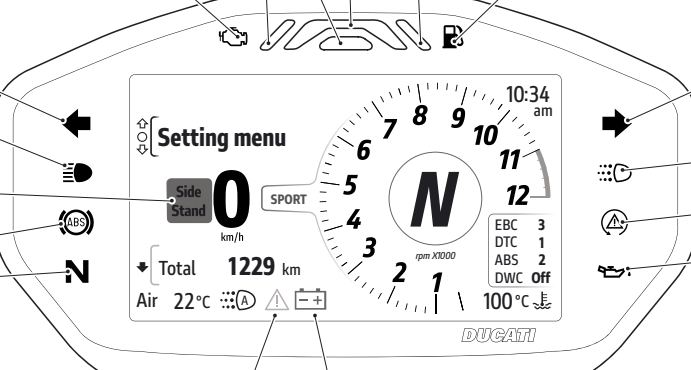 10:34
am
Setting menu
Side
Stand
0
km/h
SPORT
1
2
3
4
5
6
7
8
9
10
11
12
N
rpm X1000
ABS
N
EBC 3
DTC 1
ABS 2
DWC Off
Total 1229 km
Air 22°C A
100°C
DUCATI